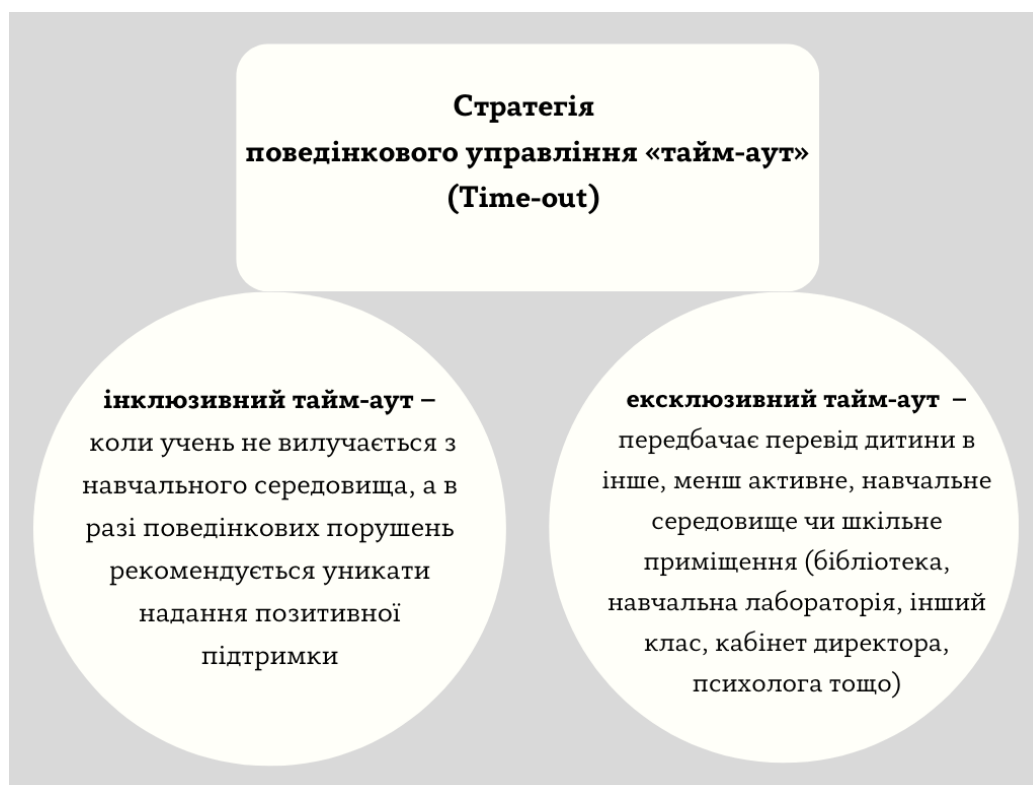 Стратегія
поведінкового управління «тайм-аут»
(Time-out)
інклюзивний тайм-аут –
коли учень не вилучається з
навчального середовища, а в
разі поведінкових порушень
рекомендується уникати
надання позитивної
підтримки
ексклюзивний тайм-аут –
передбачає перевід дитини в
інше, менш активне, навчальне
середовище чи шкільне
приміщення (бібліотека,
навчальна лабораторія, інший
клас, кабінет директора,
психолога тощо)